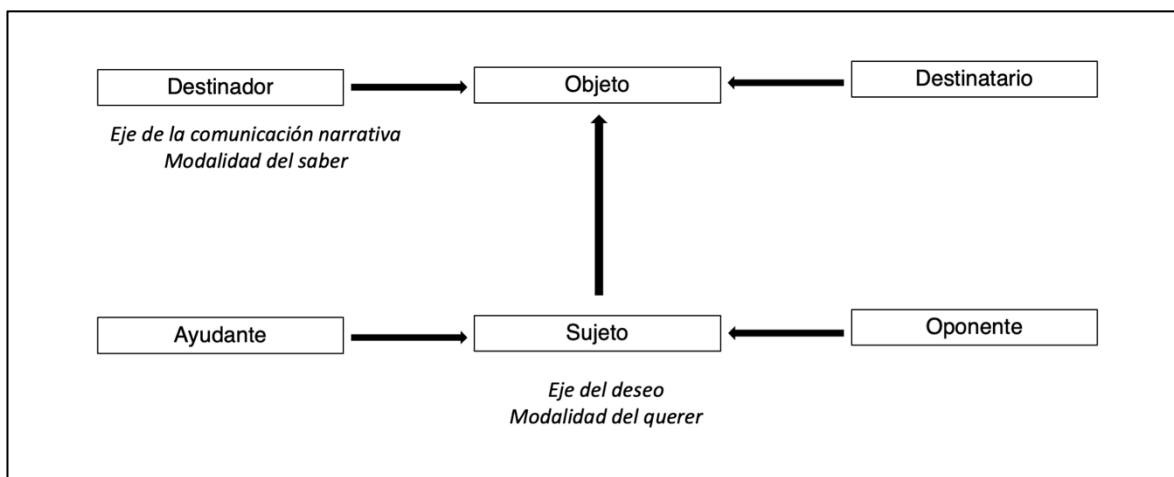 Destinador
Objeto
Destinatario
Eje de la comunicación narrativa
Modalidad del saber
Ayudante
Sujeto
Oponente
Eje del deseo
Modalidad del querer